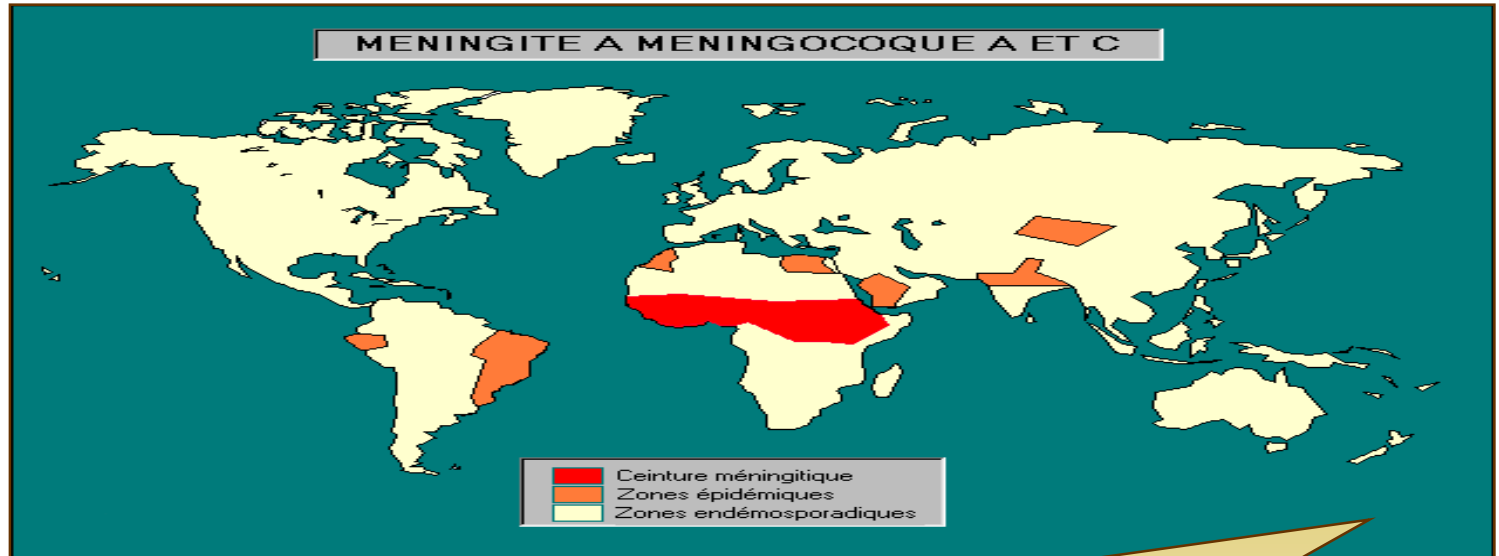 MENINGITE A MENINGOCOQUE A ET C
Ceinture méningitique
Zones épidémiques
Zones endémosporadiques